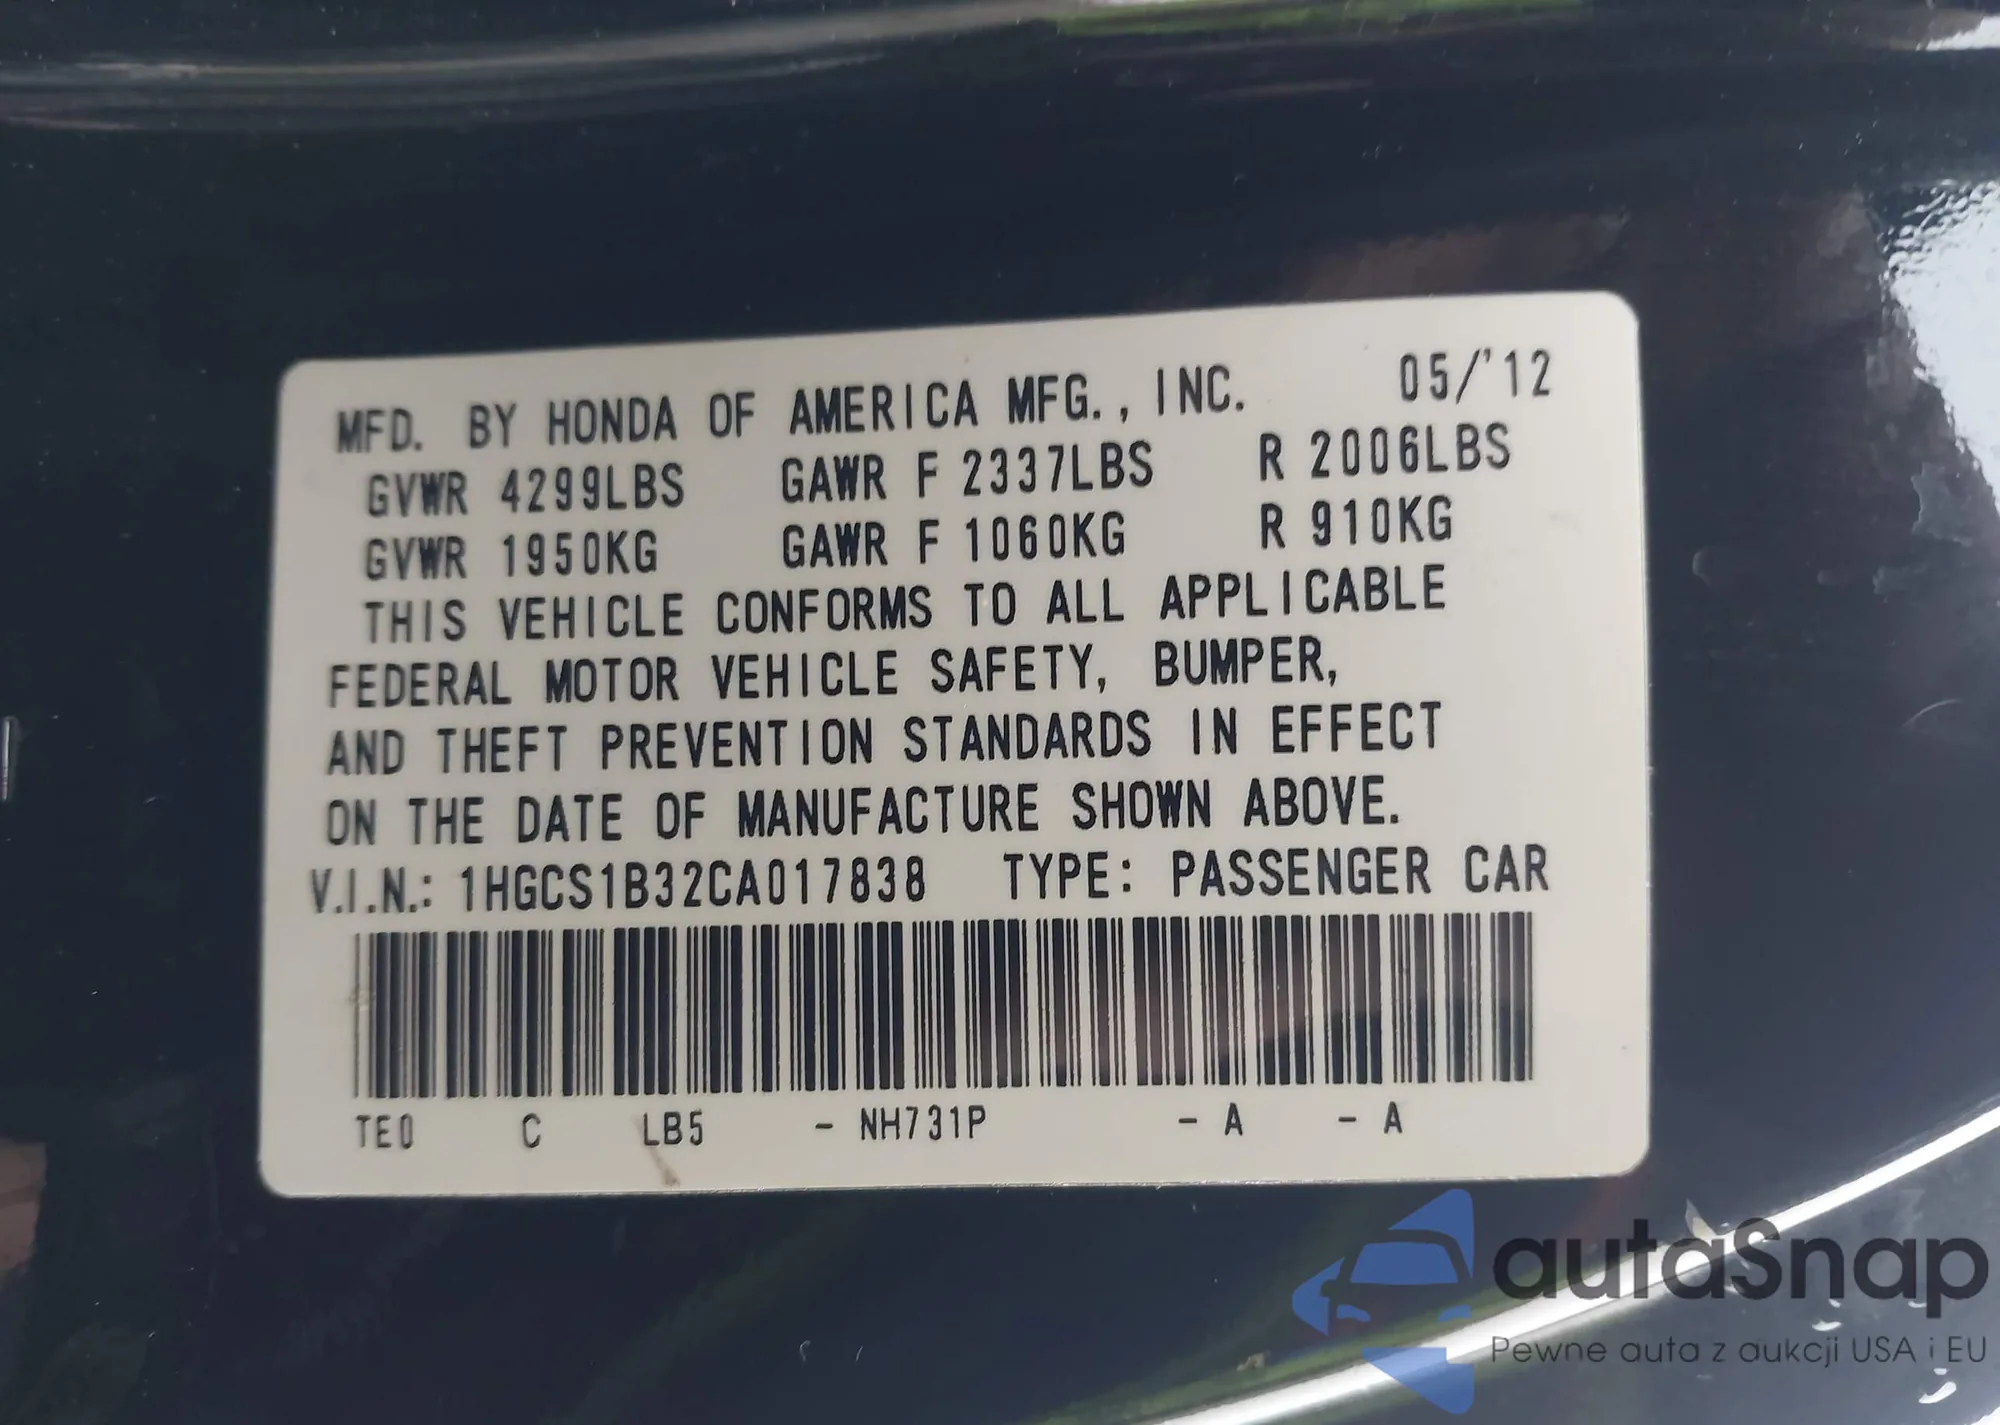 MFD. BY HONDA OF AMERICA MFG., INC. 05/'12
GVWR 4299LBS GAWR F 2337LBS R 2006LBS
GVWR 1950KG GAWR F 1060KG R 910KG
THIS VEHICLE CONFORMS TO ALL APPLICABLE
FEDERAL MOTOR VEHICLE SAFETY, BUMPER,
AND THEFT PREVENTION STANDARDS IN EFFECT
ON THE DATE OF MANUFACTURE SHOWN ABOVE.
V.I.N.: 1HGCS1B32CA017838 TYPE: PASSENGER CAR
TE0 C LB5 - NH731P - A - A
autaSnap
Pewne auta z aukcji USA i EU